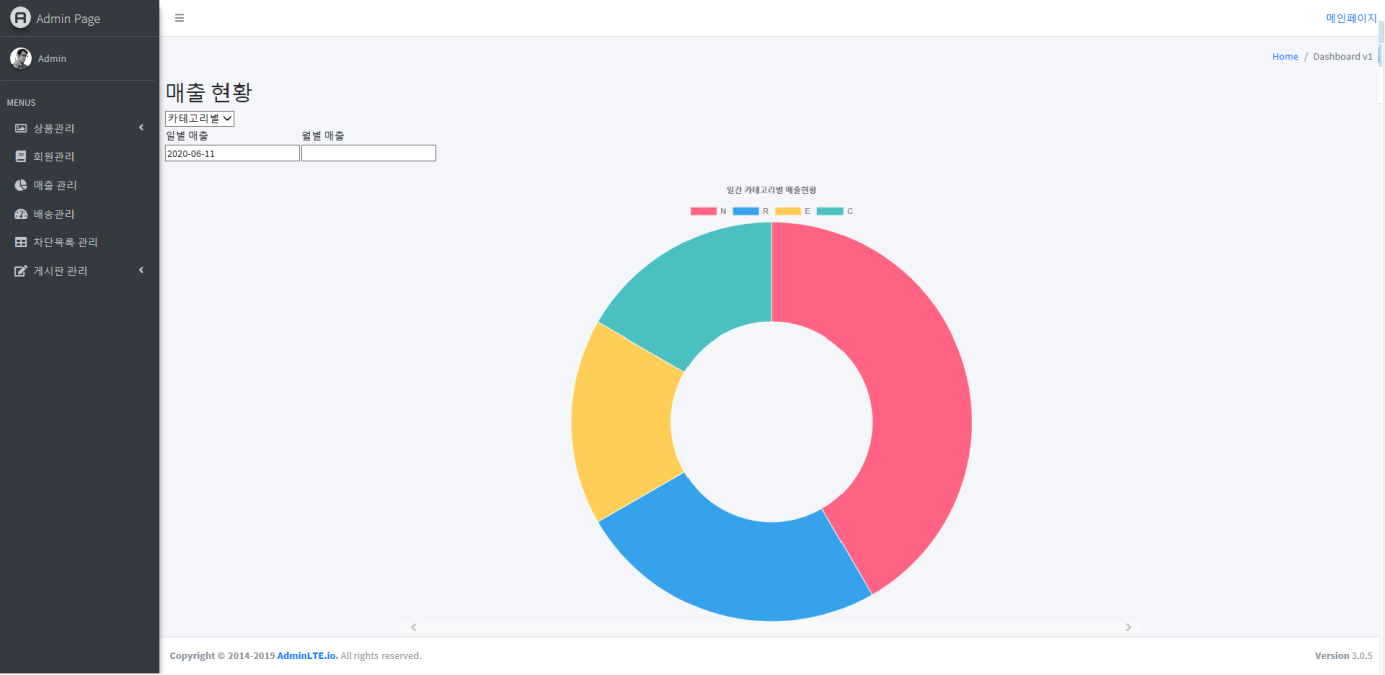 Admin Page
메인페이지
Admin
Home / Dashboard v1
MENUS
상품관리
회원관리
매출 관리
배송관리
차단목록 관리
게시판 관리
매출 현황
카테고리별
일별 매출 월별 매출
2020-06-11
일간 카테고리별 매출현황
N R E C
Copyright © 2014-2019 AdminLTE.io. All rights reserved.
Version 3.0.5